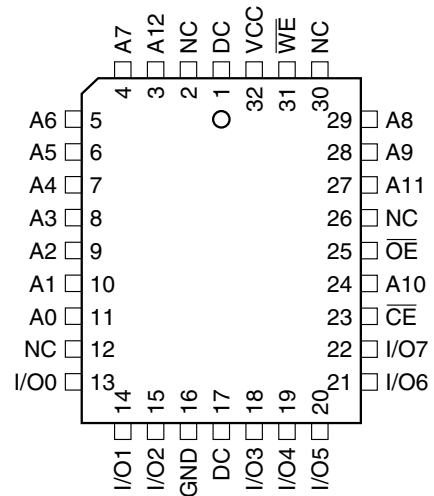 A7 A12 NC DC VCC W̅E̅ NC
4 3 2 1 32 31 30
A6 5 29 A8
A5 6 28 A9
A4 7 27 A11
A3 8 26 NC
A2 9 25 O̅E̅
A1 10 24 A10
A0 11 23 C̅E̅
NC 12 22 I/O7
I/O0 13 21 I/O6
14 15 16 17 18 19 20
I/O1 I/O2 GND DC I/O3 I/O4 I/O5